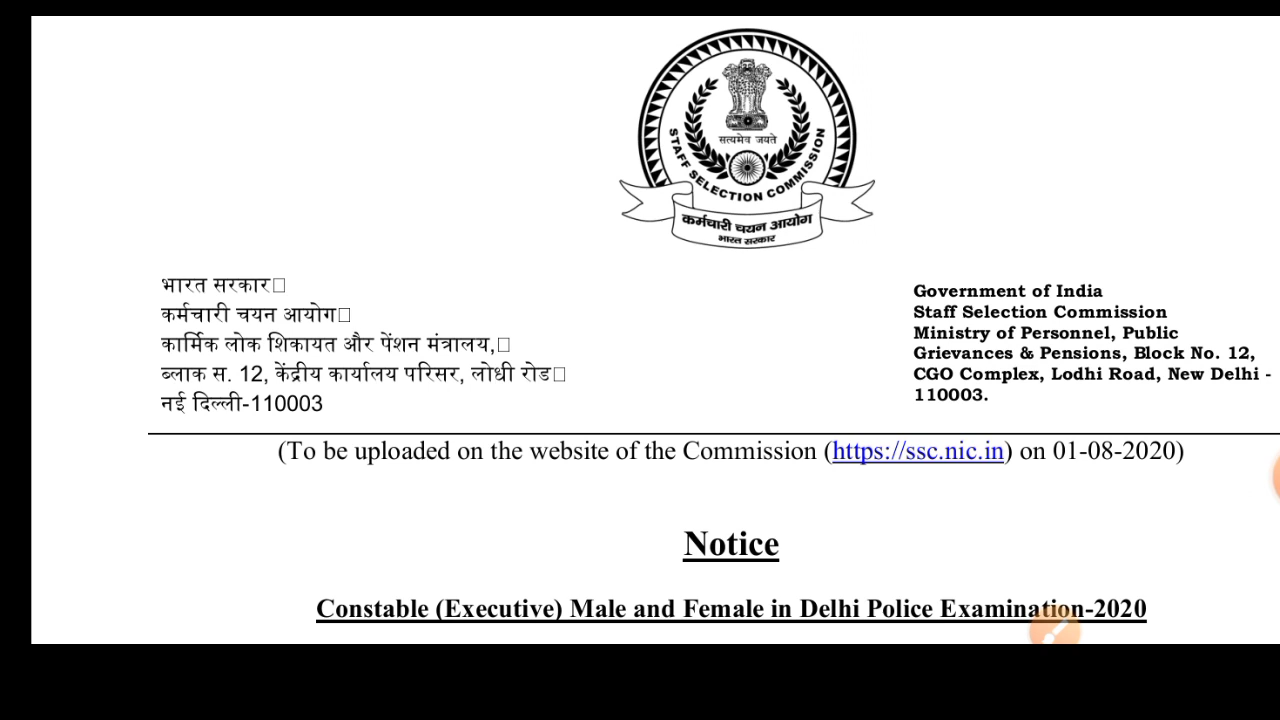 सत्यमेव जयते
STAFF SELECTION COMMISSION
कर्मचारी चयन आयोग
भारत सरकार
भारत सरकार□
कर्मचारी चयन आयोग□
कार्मिक लोक शिकायत और पेंशन मंत्रालय,□
ब्लाक स. 12, केंद्रीय कार्यालय परिसर, लोधी रोड□
नई दिल्ली-110003
Government of India
Staff Selection Commission
Ministry of Personnel, Public
Grievances & Pensions, Block No. 12,
CGO Complex, Lodhi Road, New Delhi -
110003.
(To be uploaded on the website of the Commission (https://ssc.nic.in) on 01-08-2020)
Notice
Constable (Executive) Male and Female in Delhi Police Examination-2020